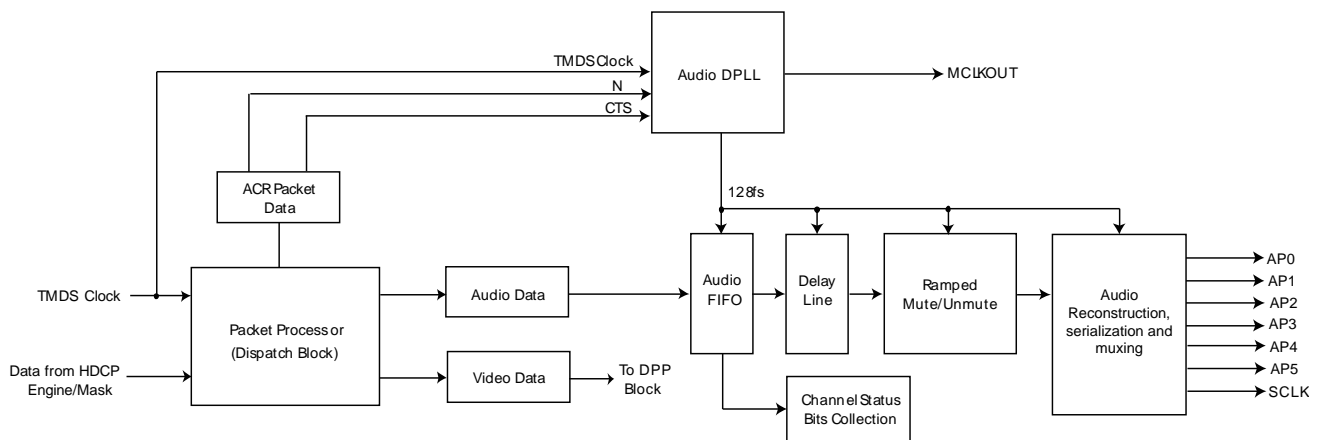 TMDS Clock
N
CTS
Audio DPLL
MCLKOUT
ACR Packet
Data
128fs
TMDS Clock
Data from HDCP
Engine/Mask
Packet Processor
(Dispatch Block)
Audio Data
Video Data
To DPP
Block
Audio
FIFO
Delay
Line
Ramped
Mute/Unmute
Audio
Reconstruction,
serialization and
muxing
AP0
AP1
AP2
AP3
AP4
AP5
SCLK
Channel Status
Bits Collection